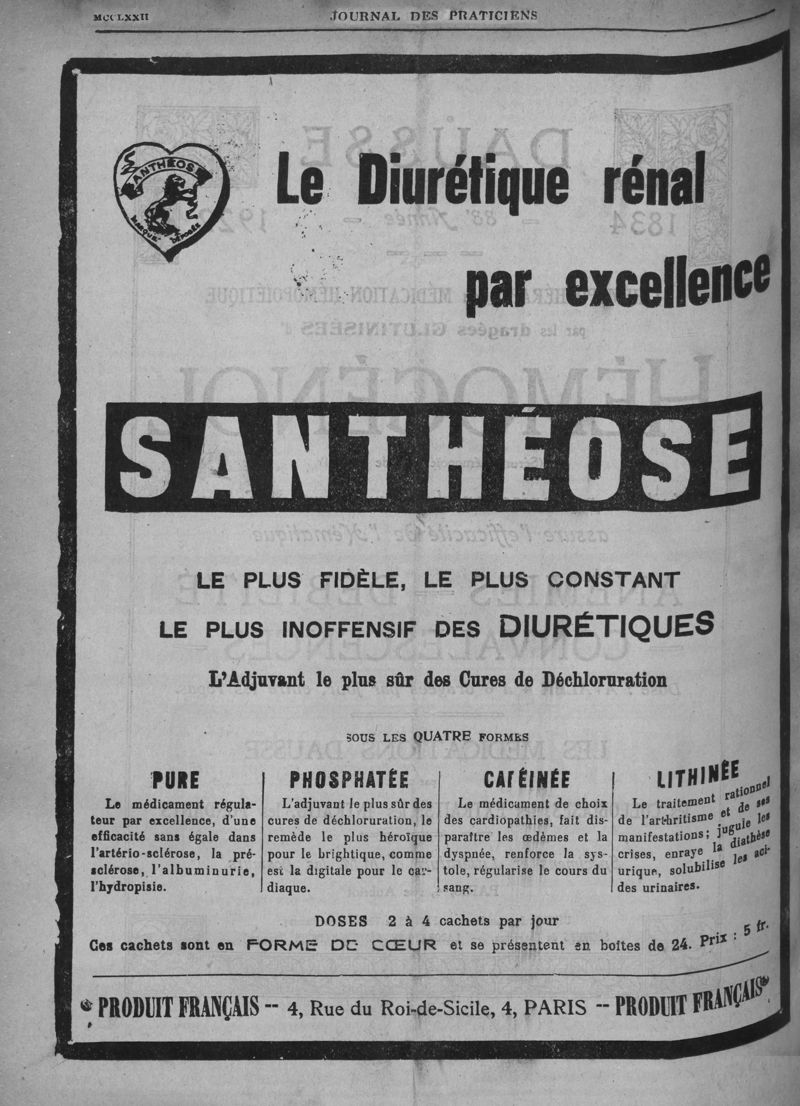 MCCLXXII
JOURNAL DES PRATICIENS
SANTHÉOSE
MARQUE DÉPOSÉE
Le Diurétique rénal
par excellence
SANTHÉOSE
LE PLUS FIDÈLE, LE PLUS CONSTANT
LE PLUS INOFFENSIF DES DIURÉTIQUES
L'Adjuvant le plus sûr des Cures de Déchloruration
SOUS LES QUATRE FORMES
PURE
Le médicament régula-
teur par excellence, d'une
efficacité sans égale dans
l'artério-sclérose, la pré-
sclérose, l'albuminurie,
l'hydropisie.
PHOSPHATÉE
L'adjuvant le plus sûr des
cures de déchloruration, le
remède le plus héroïque
pour le brightique, comme
est la digitale pour le car-
diaque.
CAFÉINÉE
Le médicament de choix
des cardiopathies, fait dis-
paraître les œdèmes et la
dyspnée, renforce la sys-
tole, régularise le cours du
sang.
LITHINÉE
Le traitement rationnel
de l'arthritisme et de ses
manifestations; jugule les
crises, enraye la diathèse
urique, solubilise les aci-
des urinaires.
DOSES 2 à 4 cachets par jour
Ces cachets sont en FORME DE CŒUR et se présentent en boîtes de 24. Prix : 5 fr.
PRODUIT FRANÇAIS -- 4, Rue du Roi-de-Sicile, 4, PARIS -- PRODUIT FRANÇAIS